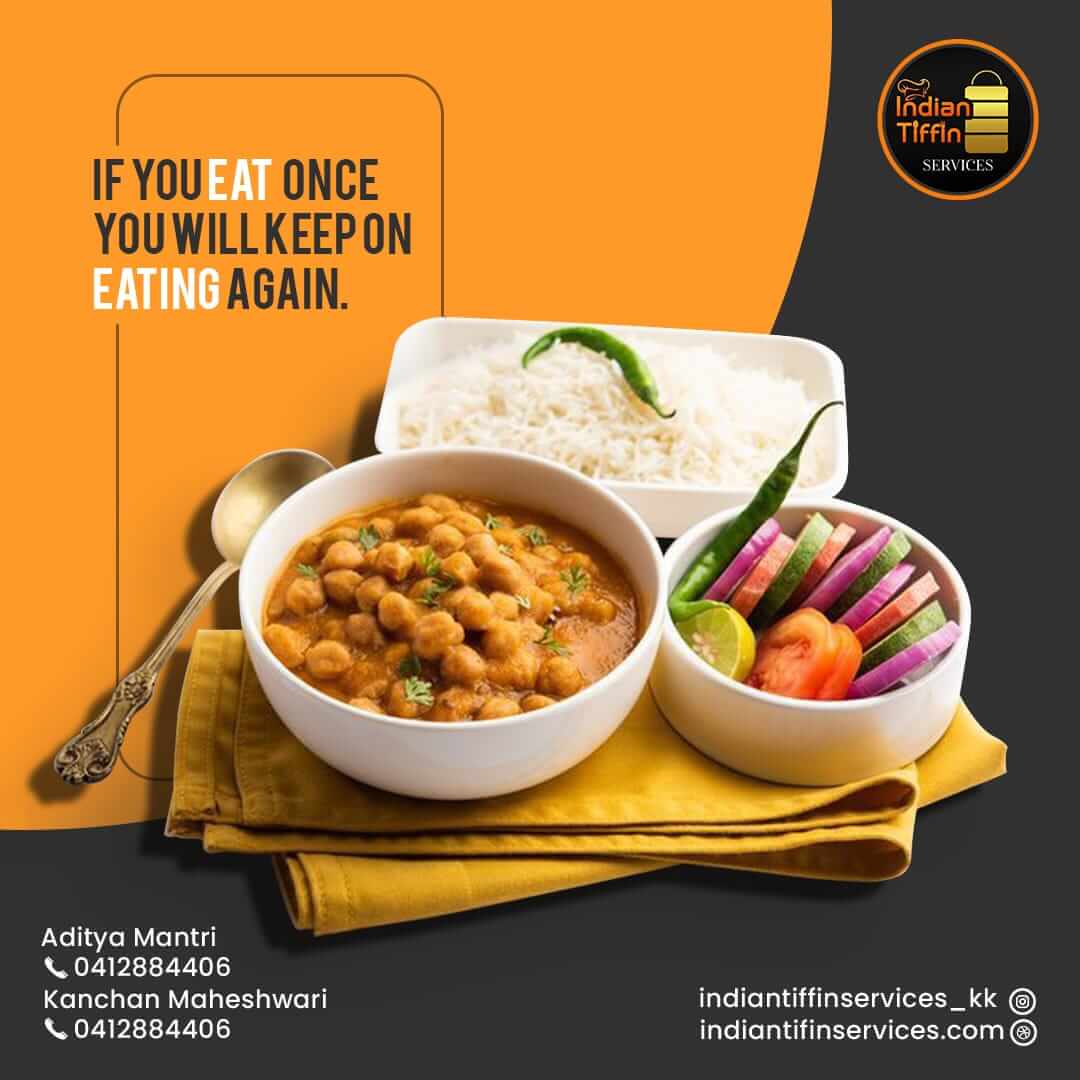 Indian
Tiffin
SERVICES
IF YOU EAT ONCE
YOU WILL KEEP ON
EATING AGAIN.
Aditya Mantri
0412884406
Kanchan Maheshwari
0412884406
indiantiffinservices_kk
indiantifinservices.com